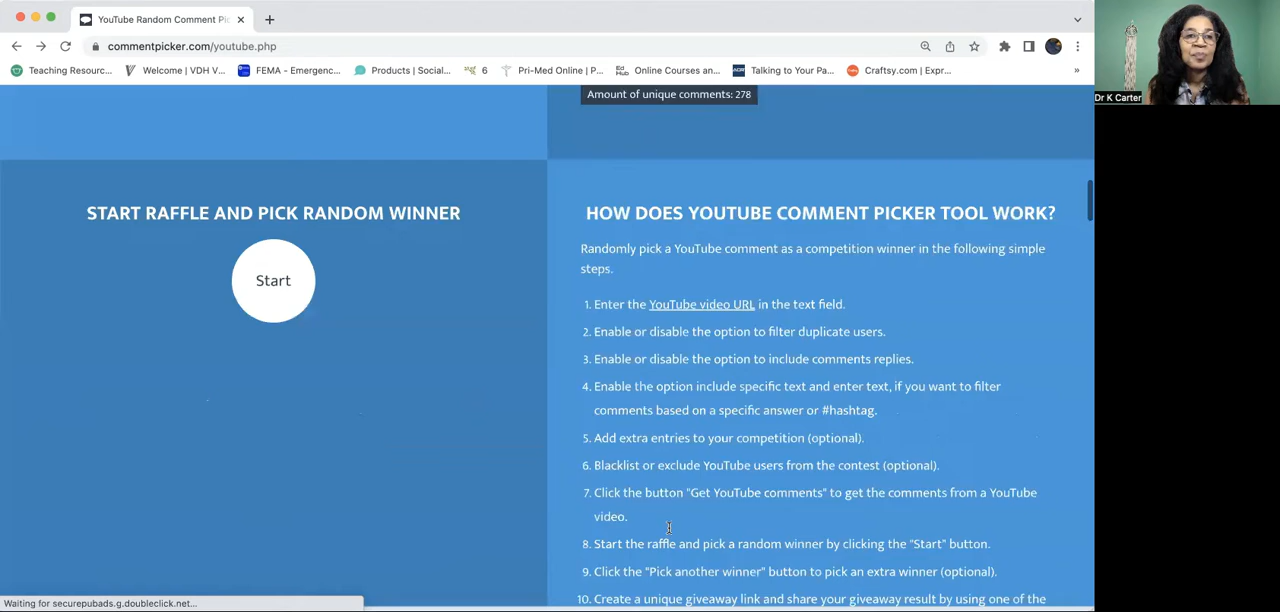 YouTube Random Comment Pic
commentpicker.com/youtube.php
Teaching Resourc...
Welcome | VDH V...
FEMA - Emergenc...
Products | Social...
6
Pri-Med Online | P...
Online Courses an...
Talking to Your Pa...
Craftsy.com | Expr...
»
Dr K Carter
Amount of unique comments: 278
START RAFFLE AND PICK RANDOM WINNER
Start
HOW DOES YOUTUBE COMMENT PICKER TOOL WORK?
Randomly pick a YouTube comment as a competition winner in the following simple
steps.
1. Enter the YouTube video URL in the text field.
2. Enable or disable the option to filter duplicate users.
3. Enable or disable the option to include comments replies.
4. Enable the option include specific text and enter text, if you want to filter
comments based on a specific answer or #hashtag.
5. Add extra entries to your competition (optional).
6. Blacklist or exclude YouTube users from the contest (optional).
7. Click the button "Get YouTube comments" to get the comments from a YouTube
video.
8. Start the raffle and pick a random winner by clicking the "Start" button.
9. Click the "Pick another winner" button to pick an extra winner (optional).
10. Create a unique giveaway link and share your giveaway result by using one of the
Waiting for securepubads.g.doubleclick.net...